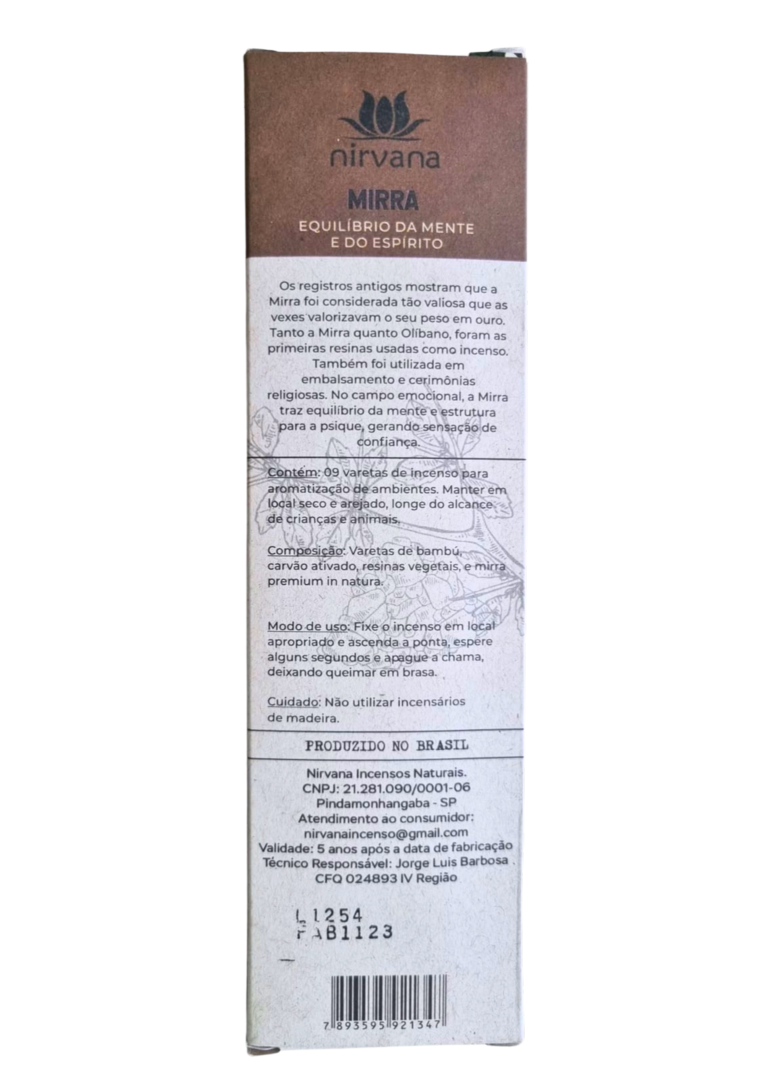 nirvana
MIRRA
EQUILÍBRIO DA MENTE
E DO ESPÍRITO
Os registros antigos mostram que a
Mirra foi considerada tão valiosa que as
vexes valorizavam o seu peso em ouro.
Tanto a Mirra quanto Olíbano, foram as
primeiras resinas usadas como incenso.
Também foi utilizada em
embalsamento e cerimônias
religiosas. No campo emocional, a Mirra
traz equilíbrio da mente e estrutura
para a psique, gerando sensação de
confiança.
Contém: 09 varetas de incenso para
aromatização de ambientes. Manter em
local seco e arejado, longe do alcance
de crianças e animais.
Composição: Varetas de bambú,
carvão ativado, resinas vegetais, e mirra
premium in natura.
Modo de uso: Fixe o incenso em local
apropriado e ascenda a ponta, espere
alguns segundos e apague a chama,
deixando queimar em brasa.
Cuidado: Não utilizar incensários
de madeira.
PRODUZIDO NO BRASIL
Nirvana Incensos Naturais.
CNPJ: 21.281.090/0001-06
Pindamonhangaba - SP
Atendimento ao consumidor:
nirvanaincenso@gmail.com
Validade: 5 anos após a data de fabricação
Técnico Responsável: Jorge Luis Barbosa .
CFQ 024893 IV Região
L1254
FAB1123
7 893595 921347